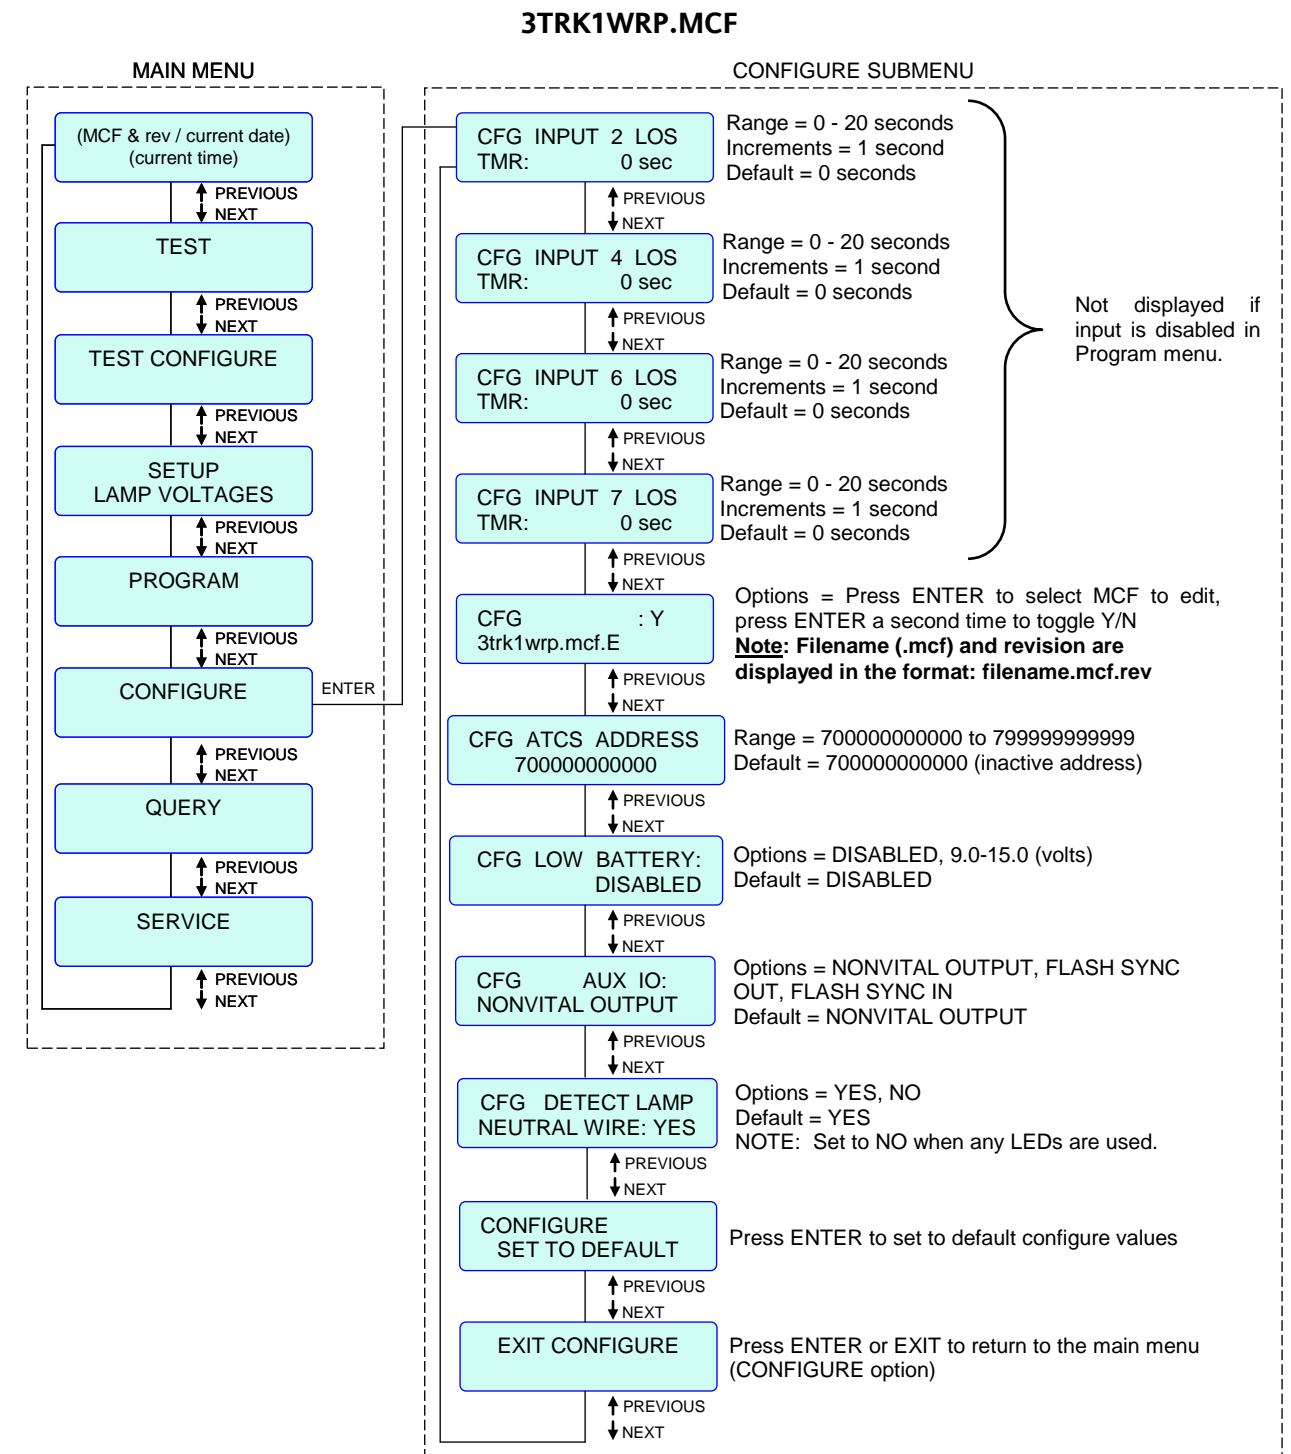 3TRK1WRP.MCF
MAIN MENU
(MCF & rev / current date)
(current time)
PREVIOUS
NEXT
TEST
PREVIOUS
NEXT
TEST CONFIGURE
PREVIOUS
NEXT
SETUP
LAMP VOLTAGES
PREVIOUS
NEXT
PROGRAM
PREVIOUS
NEXT
CONFIGURE
ENTER
PREVIOUS
NEXT
QUERY
PREVIOUS
NEXT
SERVICE
PREVIOUS
NEXT
CONFIGURE SUBMENU
CFG INPUT 2 LOS
TMR: 0 sec
Range = 0 - 20 seconds
Increments = 1 second
Default = 0 seconds
PREVIOUS
NEXT
CFG INPUT 4 LOS
TMR: 0 sec
Range = 0 - 20 seconds
Increments = 1 second
Default = 0 seconds
PREVIOUS
NEXT
CFG INPUT 6 LOS
TMR: 0 sec
Range = 0 - 20 seconds
Increments = 1 second
Default = 0 seconds
PREVIOUS
NEXT
CFG INPUT 7 LOS
TMR: 0 sec
Range = 0 - 20 seconds
Increments = 1 second
Default = 0 seconds
Not displayed if
input is disabled in
Program menu.
PREVIOUS
NEXT
CFG : Y
3trk1wrp.mcf.E
Options = Press ENTER to select MCF to edit,
press ENTER a second time to toggle Y/N
Note: Filename (.mcf) and revision are
displayed in the format: filename.mcf.rev
PREVIOUS
NEXT
CFG ATCS ADDRESS
700000000000
Range = 700000000000 to 799999999999
Default = 700000000000 (inactive address)
PREVIOUS
NEXT
CFG LOW BATTERY:
DISABLED
Options = DISABLED, 9.0-15.0 (volts)
Default = DISABLED
PREVIOUS
NEXT
CFG AUX IO:
NONVITAL OUTPUT
Options = NONVITAL OUTPUT, FLASH SYNC
OUT, FLASH SYNC IN
Default = NONVITAL OUTPUT
PREVIOUS
NEXT
CFG DETECT LAMP
NEUTRAL WIRE: YES
Options = YES, NO
Default = YES
NOTE: Set to NO when any LEDs are used.
PREVIOUS
NEXT
CONFIGURE
SET TO DEFAULT
Press ENTER to set to default configure values
PREVIOUS
NEXT
EXIT CONFIGURE
Press ENTER or EXIT to return to the main menu
(CONFIGURE option)
PREVIOUS
NEXT